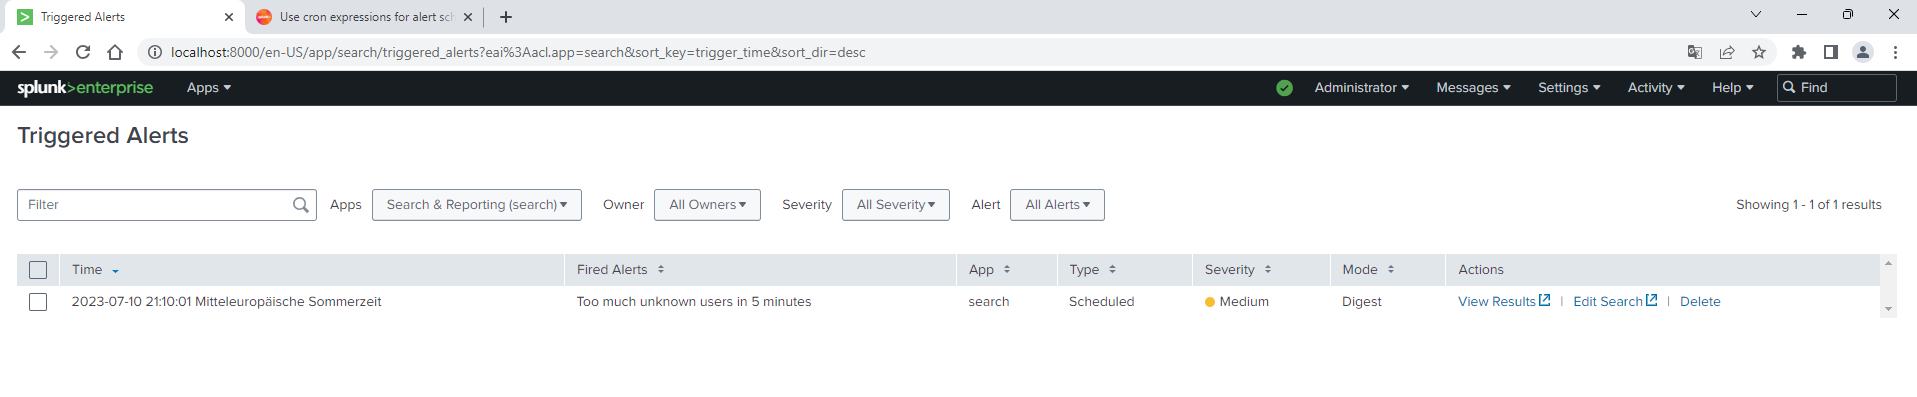 Triggered Alerts
Use cron expressions for alert sch
localhost:8000/en-US/app/search/triggered_alerts?eai%3Aacl.app=search&sort_key=trigger_time&sort_dir=desc
splunk>enterprise Apps Administrator Messages Settings Activity Help Find
Triggered Alerts
Filter Apps Search & Reporting (search) Owner All Owners Severity All Severity Alert All Alerts Showing 1 - 1 of 1 results
Time Fired Alerts App Type Severity Mode Actions
2023-07-10 21:10:01 Mitteleuropäische Sommerzeit Too much unknown users in 5 minutes search Scheduled Medium Digest View Results | Edit Search | Delete